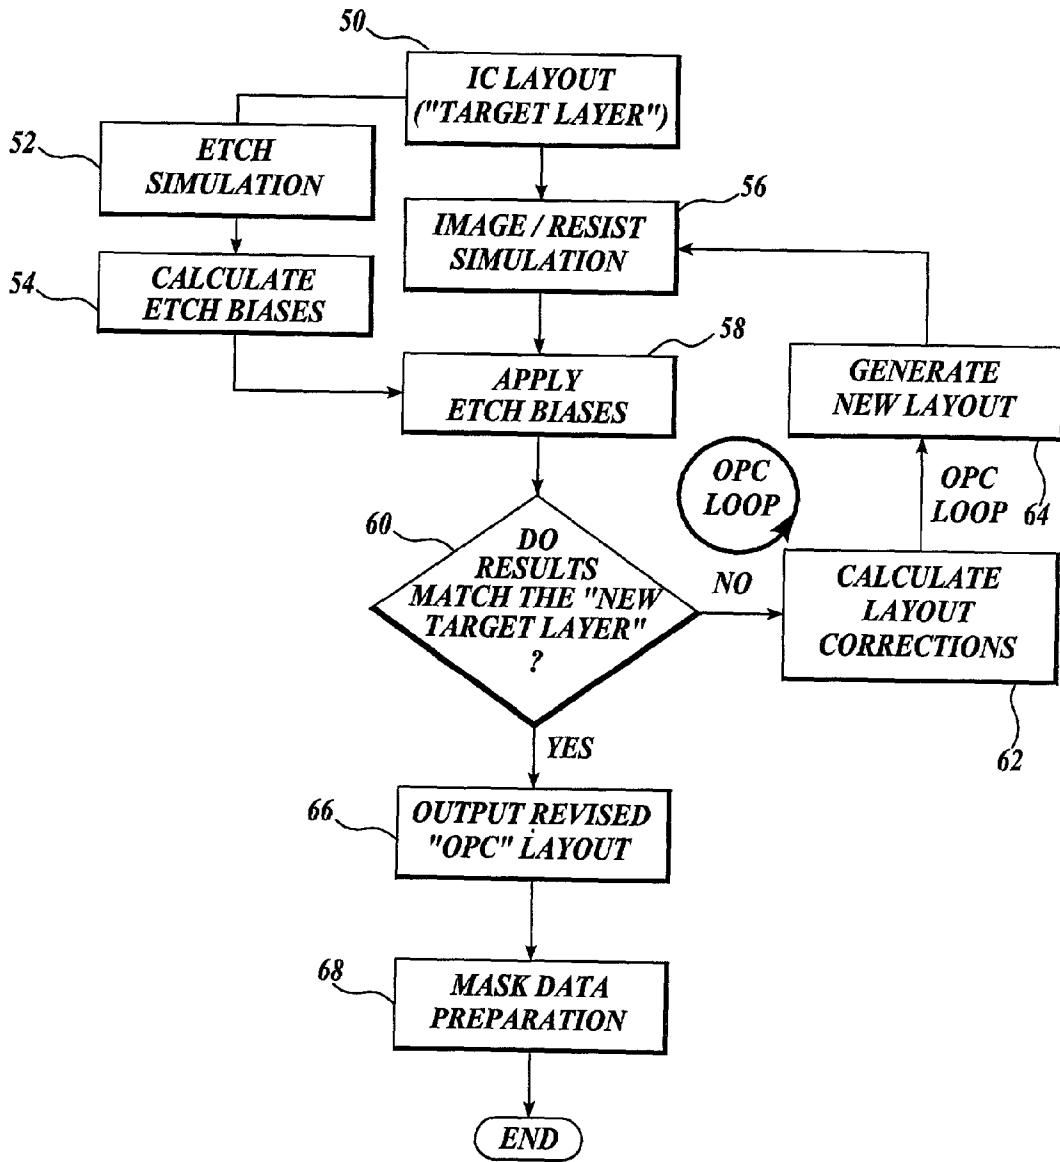 50
IC LAYOUT
("TARGET LAYER")
52
ETCH
SIMULATION
56
IMAGE / RESIST
SIMULATION
54
CALCULATE
ETCH BIASES
58
APPLY
ETCH BIASES
GENERATE
NEW LAYOUT
64
OPC
LOOP
OPC
LOOP
60
DO
RESULTS
MATCH THE "NEW
TARGET LAYER"
?
NO
CALCULATE
LAYOUT
CORRECTIONS
62
YES
66
OUTPUT REVISED
"OPC" LAYOUT
68
MASK DATA
PREPARATION
END